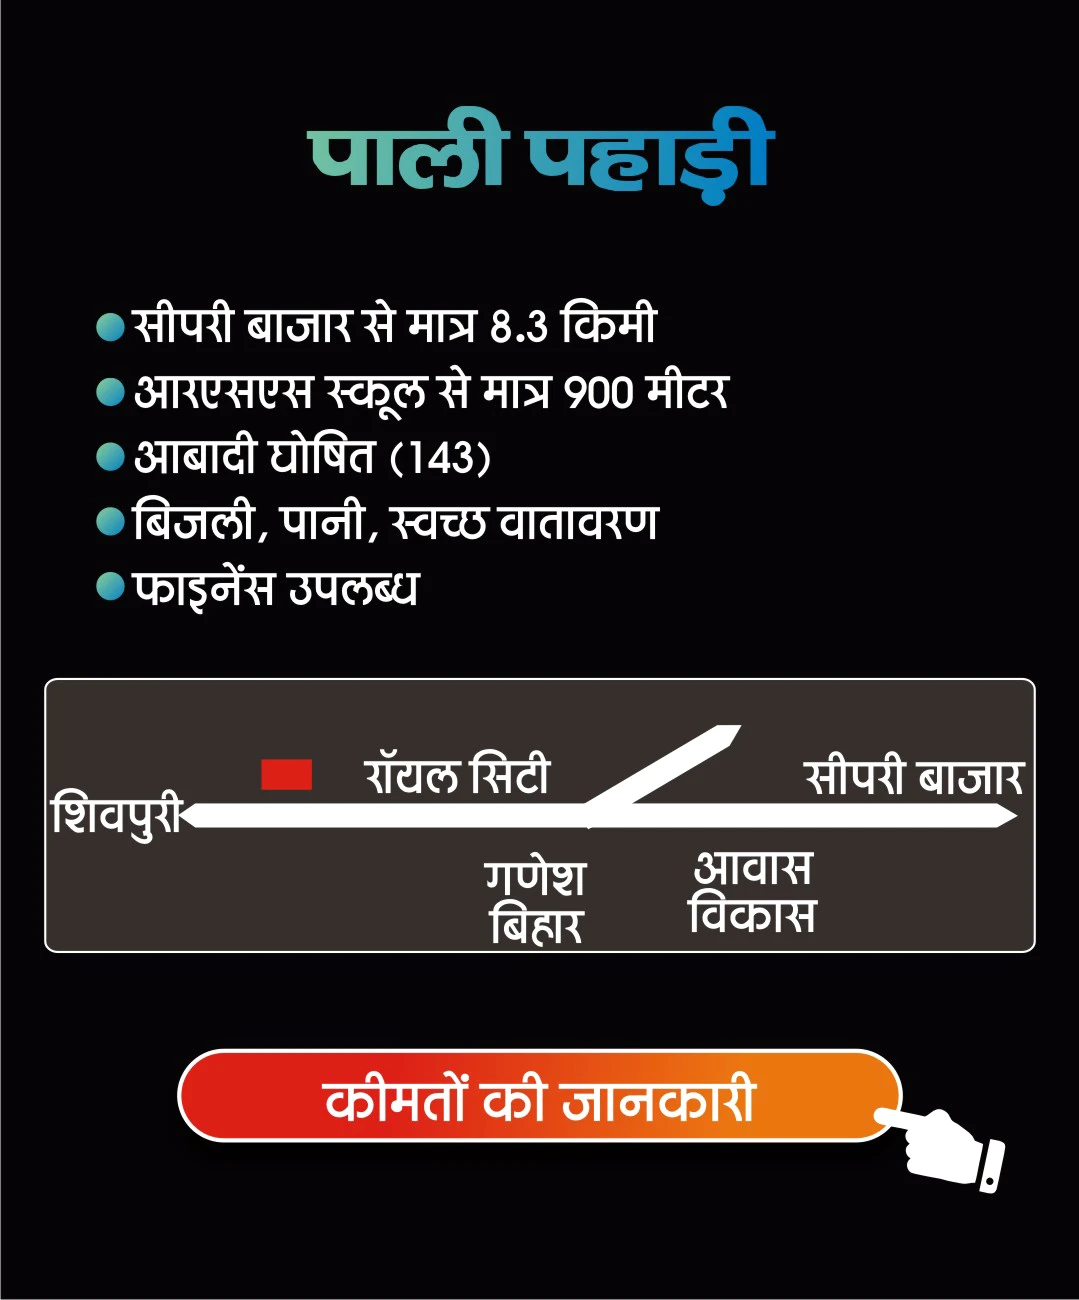 पाली पहाड़ी
सीपरी बाजार से मात्र 8.3 किमी
आरएसएस स्कूल से मात्र 900 मीटर
आबादी घोषित (143)
बिजली, पानी, स्वच्छ वातावरण
फाइनेंस उपलब्ध
रॉयल सिटी
सीपरी बाजार
शिवपुरी
गणेश
बिहार
आवास
विकास
कीमतों की जानकारी